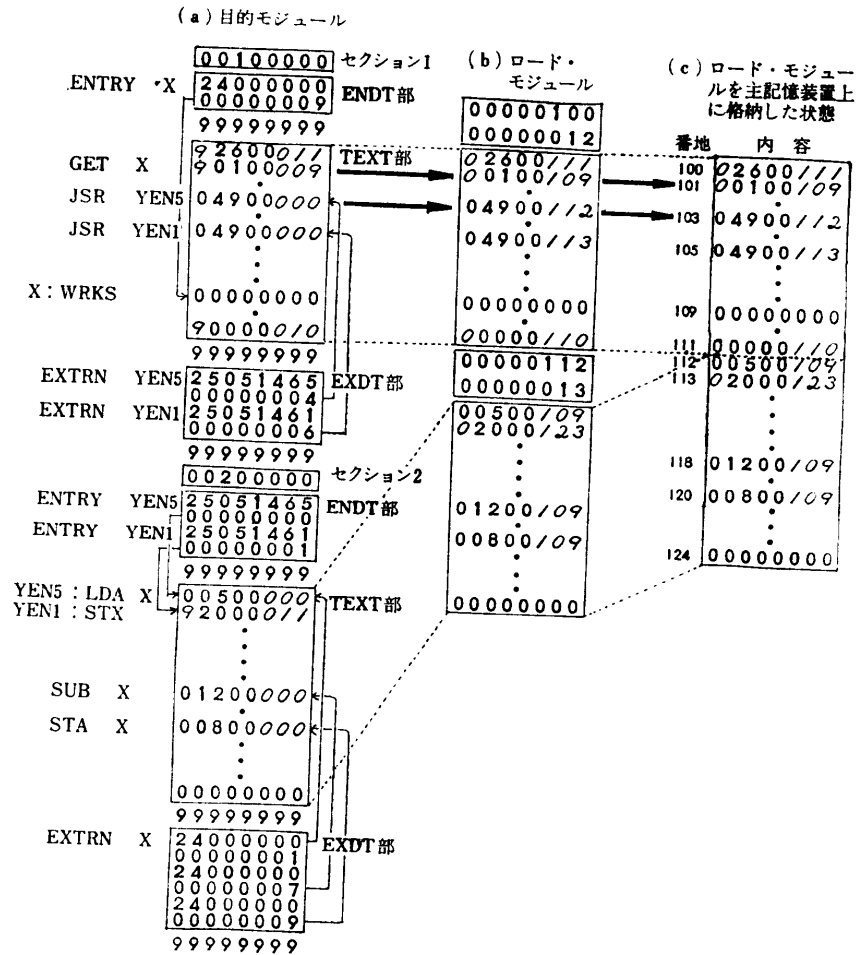 (a) 目的モジュール
00100000 セクション1
ENTRY X 24000000 ENDT部
00000009
99999999
92600011 TEXT部
GET X 90100009
JSR YEN5 04900000
JSR YEN1 04900000
X : WRKS 00000000
90000010
99999999
EXTRN YEN5 25051465 EXDT部
00000004
EXTRN YEN1 25051461
00000006
99999999
00200000 セクション2
ENTRY YEN5 25051465 ENDT部
00000000
ENTRY YEN1 25051461
00000001
99999999
YEN5 : LDA X 00500000 TEXT部
YEN1 : STX 92000011
SUB X 01200000
STA X 00800000
00000000
99999999
EXTRN X 24000000 EXDT部
00000001
24000000
00000007
24000000
00000009
99999999
(b) ロード・
モジュール
00000100
00000012
02600111
00100109
04900112
04900113
00000000
00000110
00000112
00000013
00500109
02000123
01200109
00800109
00000000
(c) ロード・モジュー
ルを主記憶装置上
に格納した状態
番地 内容
100 02600111
101 00100109
103 04900112
105 04900113
109 00000000
111 00000110
112 00500109
113 02000123
118 01200109
120 00800109
124 00000000